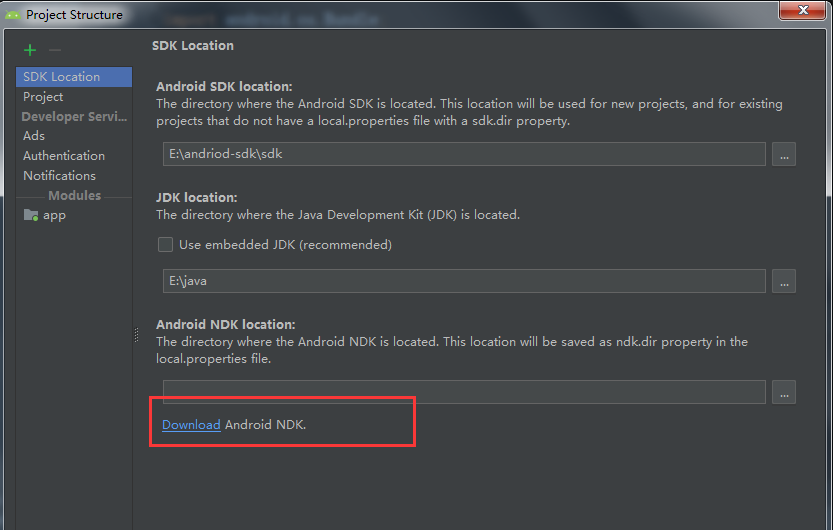 Project Structure
import android.os.Bundle
SDK Location
SDK Location
Project
Developer Servi...
Ads
Authentication
Notifications
Modules
app
Android SDK location:
The directory where the Android SDK is located. This location will be used for new projects, and for existing
projects that do not have a local.properties file with a sdk.dir property.
E:\andriod-sdk\sdk
...
JDK location:
The directory where the Java Development Kit (JDK) is located.
Use embedded JDK (recommended)
E:\java
...
Android NDK location:
The directory where the Android NDK is located. This location will be saved as ndk.dir property in the
local.properties file.
...
Download Android NDK.